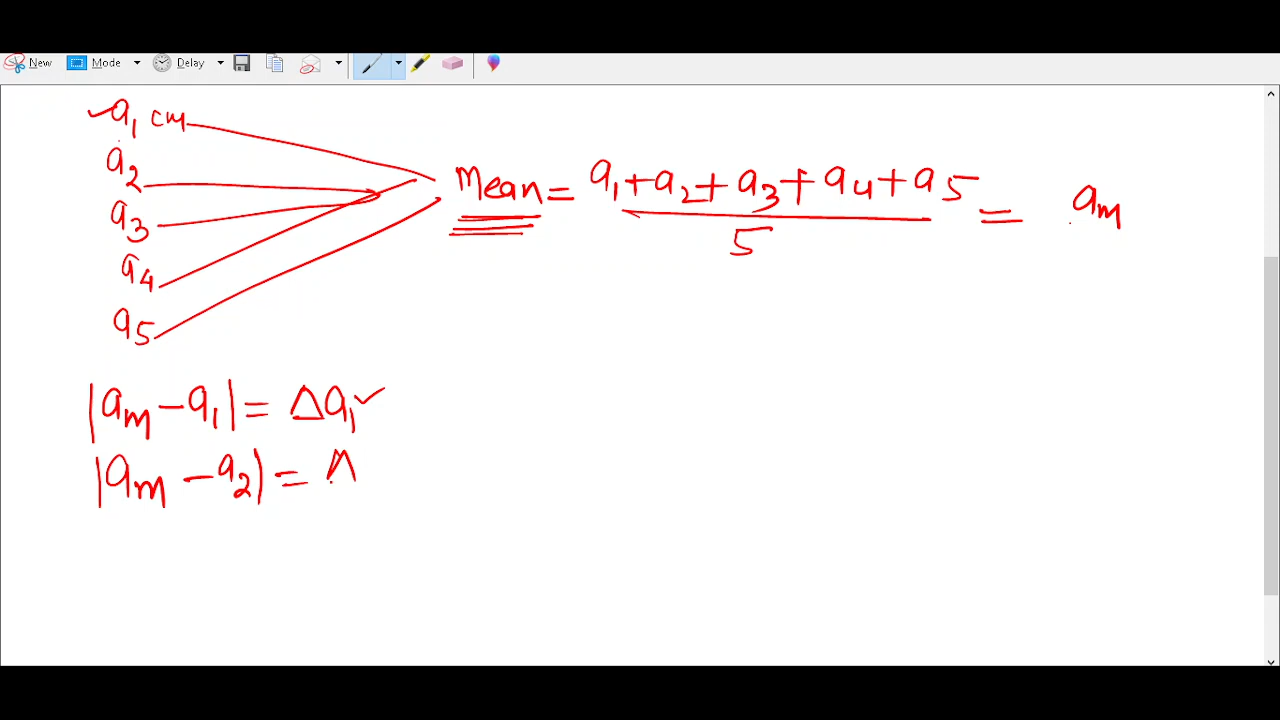 New Mode Delay
a1 cm
a2
a3
a4
a5
Mean = a1+a2+a3+a4+a5 / 5 = am
|am - a1| = Δa1 ✓
|am - a2| = Δ